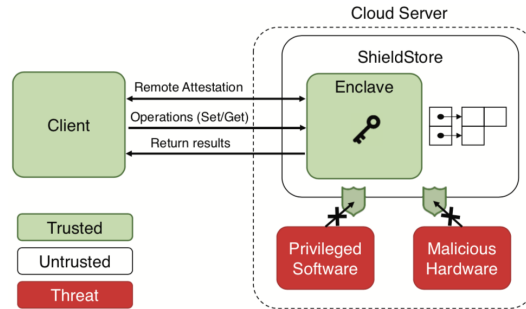 Cloud Server
ShieldStore
Client
Remote Attestation
Operations (Set/Get)
Return results
Enclave
Trusted
Untrusted
Threat
Privileged
Software
Malicious
Hardware